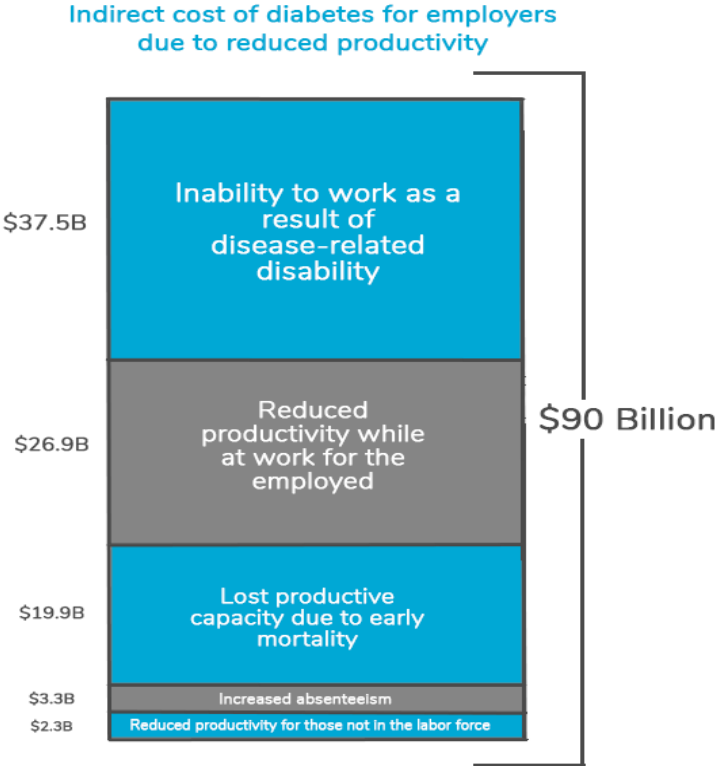 Indirect cost of diabetes for employers
due to reduced productivity
$37.5B
Inability to work as a
result of
disease-related
disability
$26.9B
Reduced
productivity while
at work for the
employed
$90 Billion
$19.9B
Lost productive
capacity due to early
mortality
$3.3B
Increased absenteeism
$2.3B
Reduced productivity for those not in the labor force